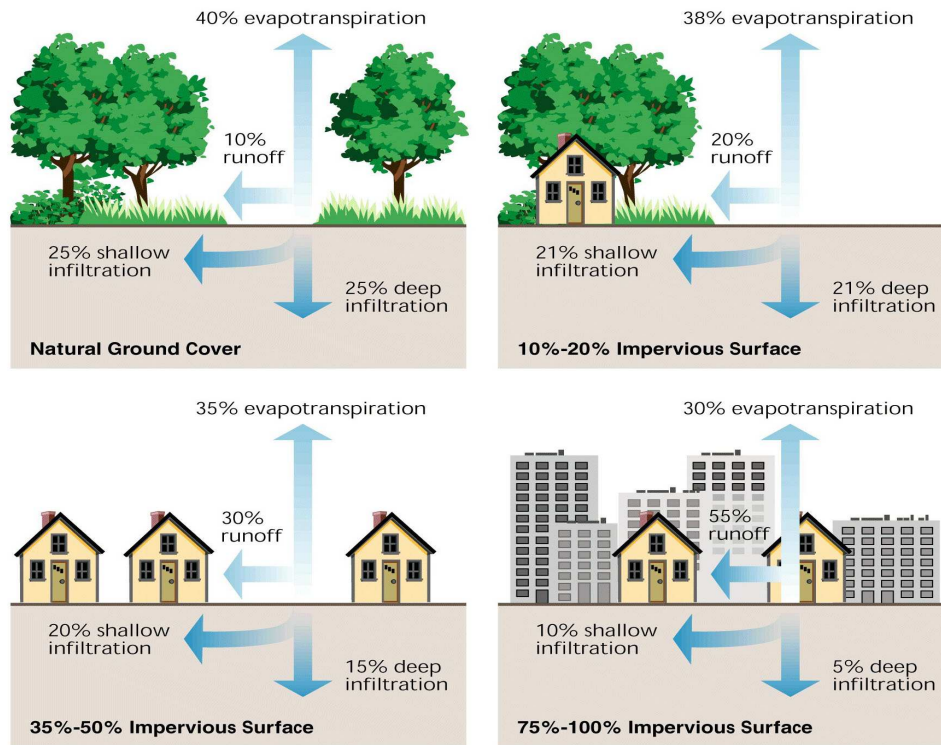 40% evapotranspiration
10%
runoff
25% shallow
infiltration
25% deep
infiltration
Natural Ground Cover
38% evapotranspiration
20%
runoff
21% shallow
infiltration
21% deep
infiltration
10%-20% Impervious Surface
35% evapotranspiration
30%
runoff
20% shallow
infiltration
15% deep
infiltration
35%-50% Impervious Surface
30% evapotranspiration
55%
runoff
10% shallow
infiltration
5% deep
infiltration
75%-100% Impervious Surface